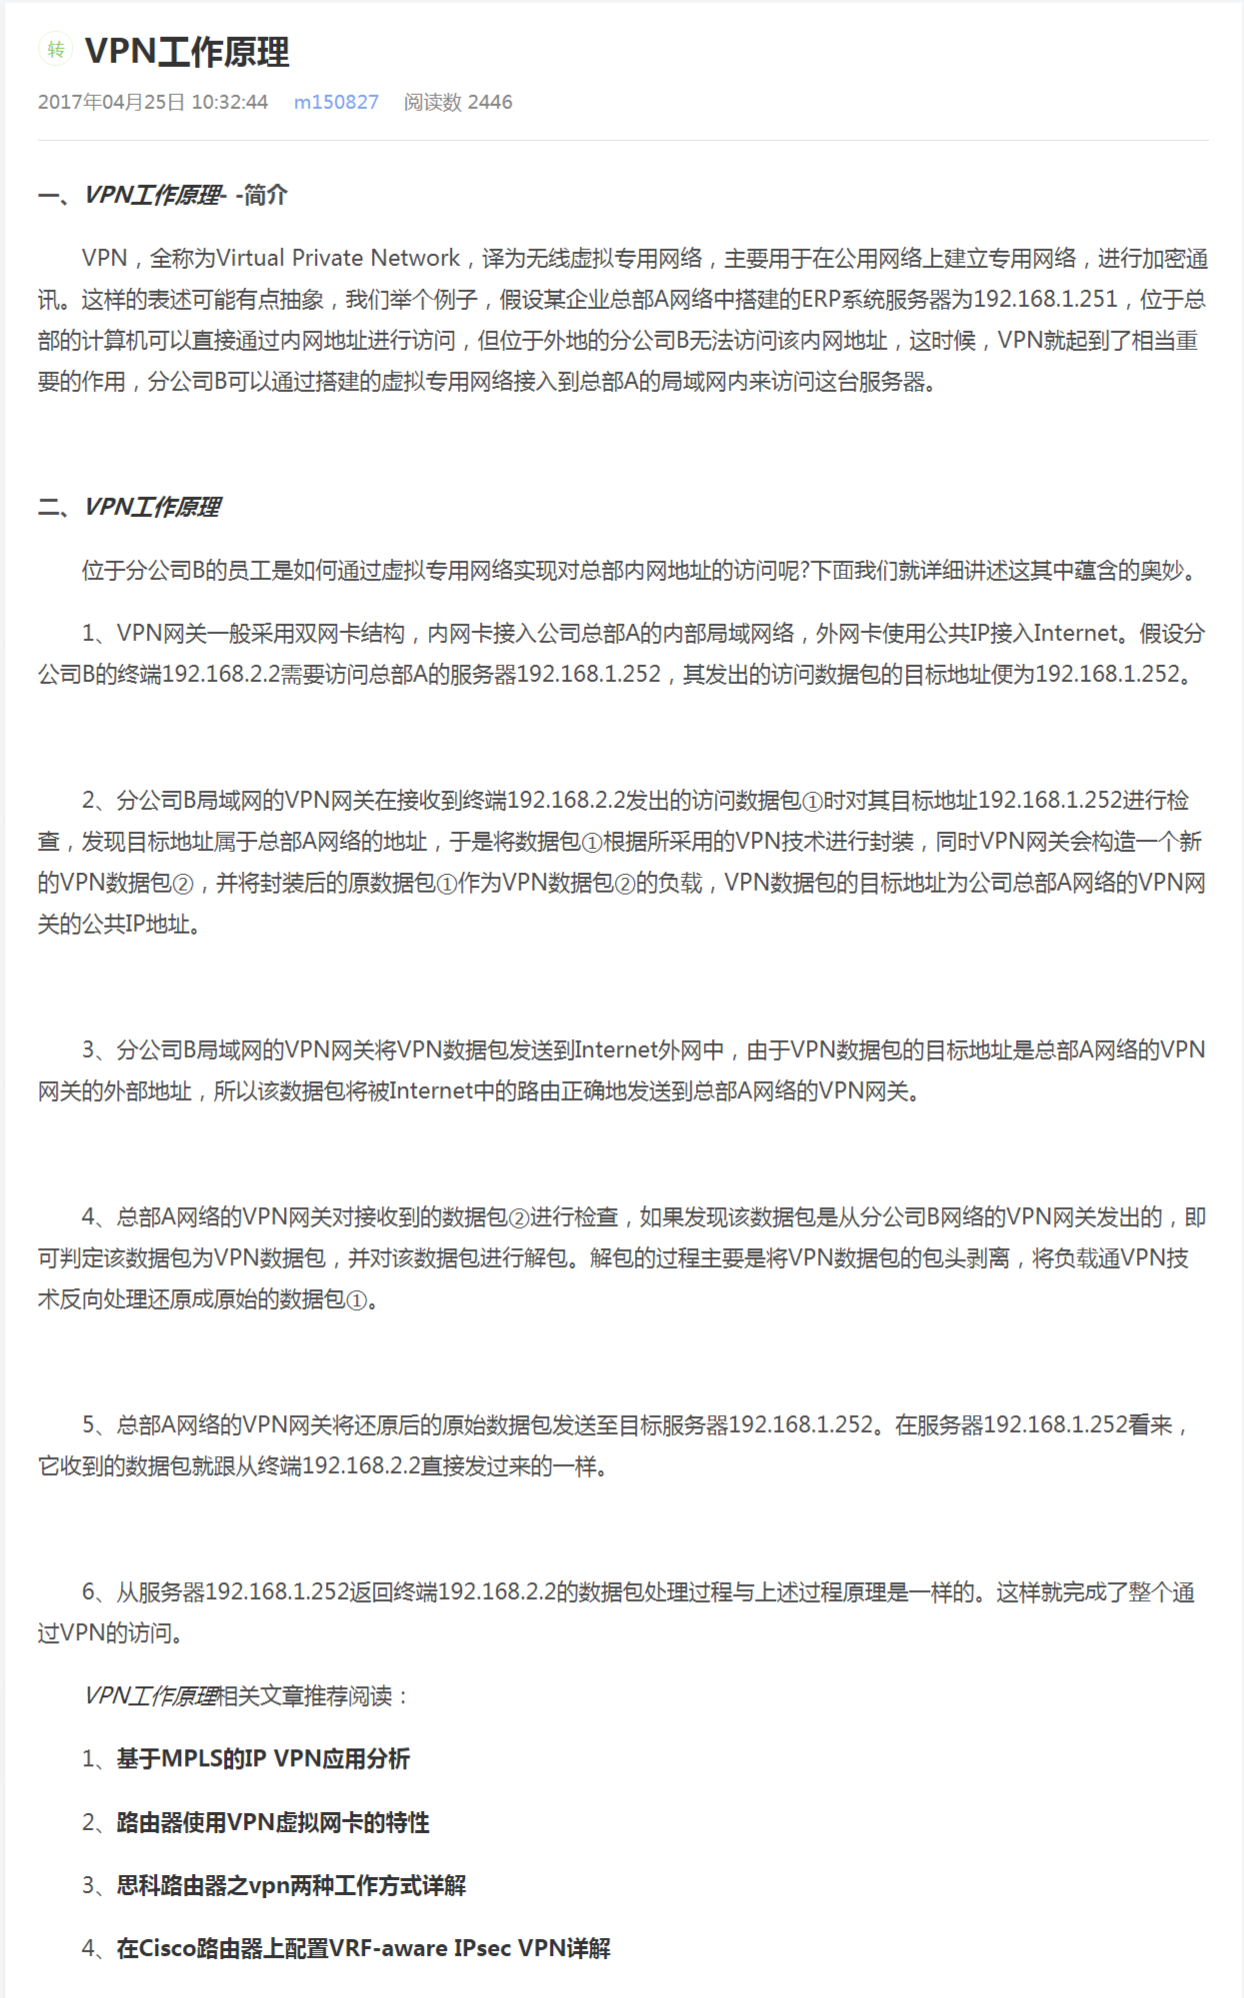 转 VPN工作原理
2017年04月25日 10:32:44 m150827 阅读数 2446
一、VPN工作原理- -简介
VPN，全称为Virtual Private Network，译为无线虚拟专用网络，主要用于在公用网络上建立专用网络，进行加密通
讯。这样的表述可能有点抽象，我们举个例子，假设某企业总部A网络中搭建的ERP系统服务器为192.168.1.251，位于总
部的计算机可以直接通过内网地址进行访问，但位于外地的分公司B无法访问该内网地址，这时候，VPN就起到了相当重
要的作用，分公司B可以通过搭建的虚拟专用网络接入到总部A的局域网内来访问这台服务器。
二、VPN工作原理
位于分公司B的员工是如何通过虚拟专用网络实现对总部内网地址的访问呢?下面我们就详细讲述这其中蕴含的奥妙。
1、VPN网关一般采用双网卡结构，内网卡接入公司总部A的内部局域网络，外网卡使用公共IP接入Internet。假设分
公司B的终端192.168.2.2需要访问总部A的服务器192.168.1.252，其发出的访问数据包的目标地址便为192.168.1.252。
2、分公司B局域网的VPN网关在接收到终端192.168.2.2发出的访问数据包①时对其目标地址192.168.1.252进行检
查，发现目标地址属于总部A网络的地址，于是将数据包①根据所采用的VPN技术进行封装，同时VPN网关会构造一个新
的VPN数据包②，并将封装后的原数据包①作为VPN数据包②的负载，VPN数据包的目标地址为公司总部A网络的VPN网
关的公共IP地址。
3、分公司B局域网的VPN网关将VPN数据包发送到Internet外网中，由于VPN数据包的目标地址是总部A网络的VPN
网关的外部地址，所以该数据包将被Internet中的路由正确地发送到总部A网络的VPN网关。
4、总部A网络的VPN网关对接收到的数据包②进行检查，如果发现该数据包是从分公司B网络的VPN网关发出的，即
可判定该数据包为VPN数据包，并对该数据包进行解包。解包的过程主要是将VPN数据包的包头剥离，将负载通VPN技
术反向处理还原成原始的数据包①。
5、总部A网络的VPN网关将还原后的原始数据包发送至目标服务器192.168.1.252。在服务器192.168.1.252看来，
它收到的数据包就跟从终端192.168.2.2直接发过来的一样。
6、从服务器192.168.1.252返回终端192.168.2.2的数据包处理过程与上述过程原理是一样的。这样就完成了整个通
过VPN的访问。
VPN工作原理相关文章推荐阅读：
1、基于MPLS的IP VPN应用分析
2、路由器使用VPN虚拟网卡的特性
3、思科路由器之vpn两种工作方式详解
4、在Cisco路由器上配置VRF-aware IPsec VPN详解